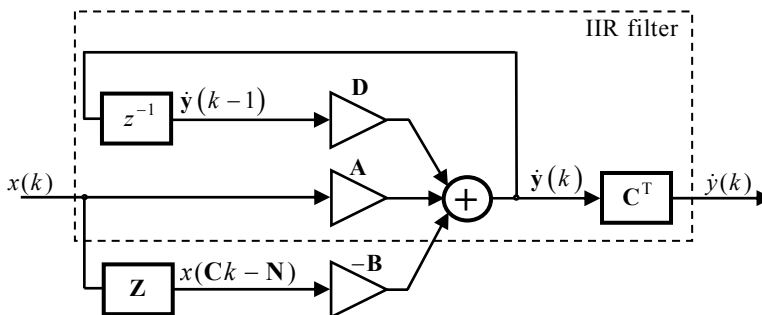 IIR filter
D
z⁻¹
ẏ(k−1)
A
x(k)
+
ẏ(k)
Cᵀ
ẏ(k)
−B
Z
x(Ck − N)